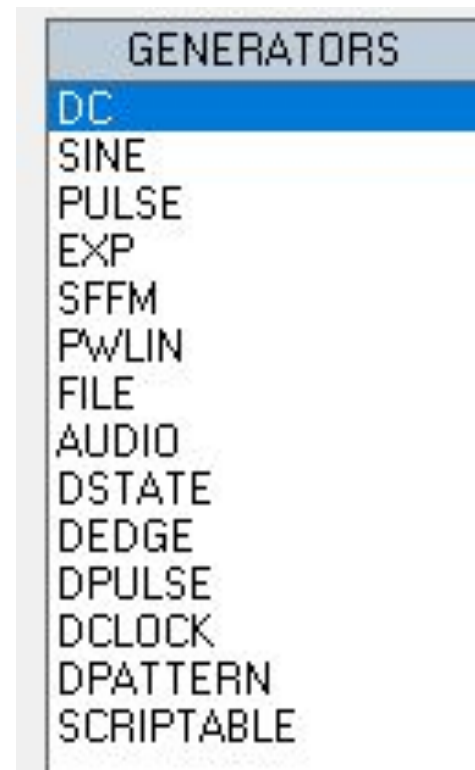 GENERATORS
DC
SINE
PULSE
EXP
SFFM
PWLIN
FILE
AUDIO
DSTATE
DEDGE
DPULSE
DCLOCK
DPATTERN
SCRIPTABLE